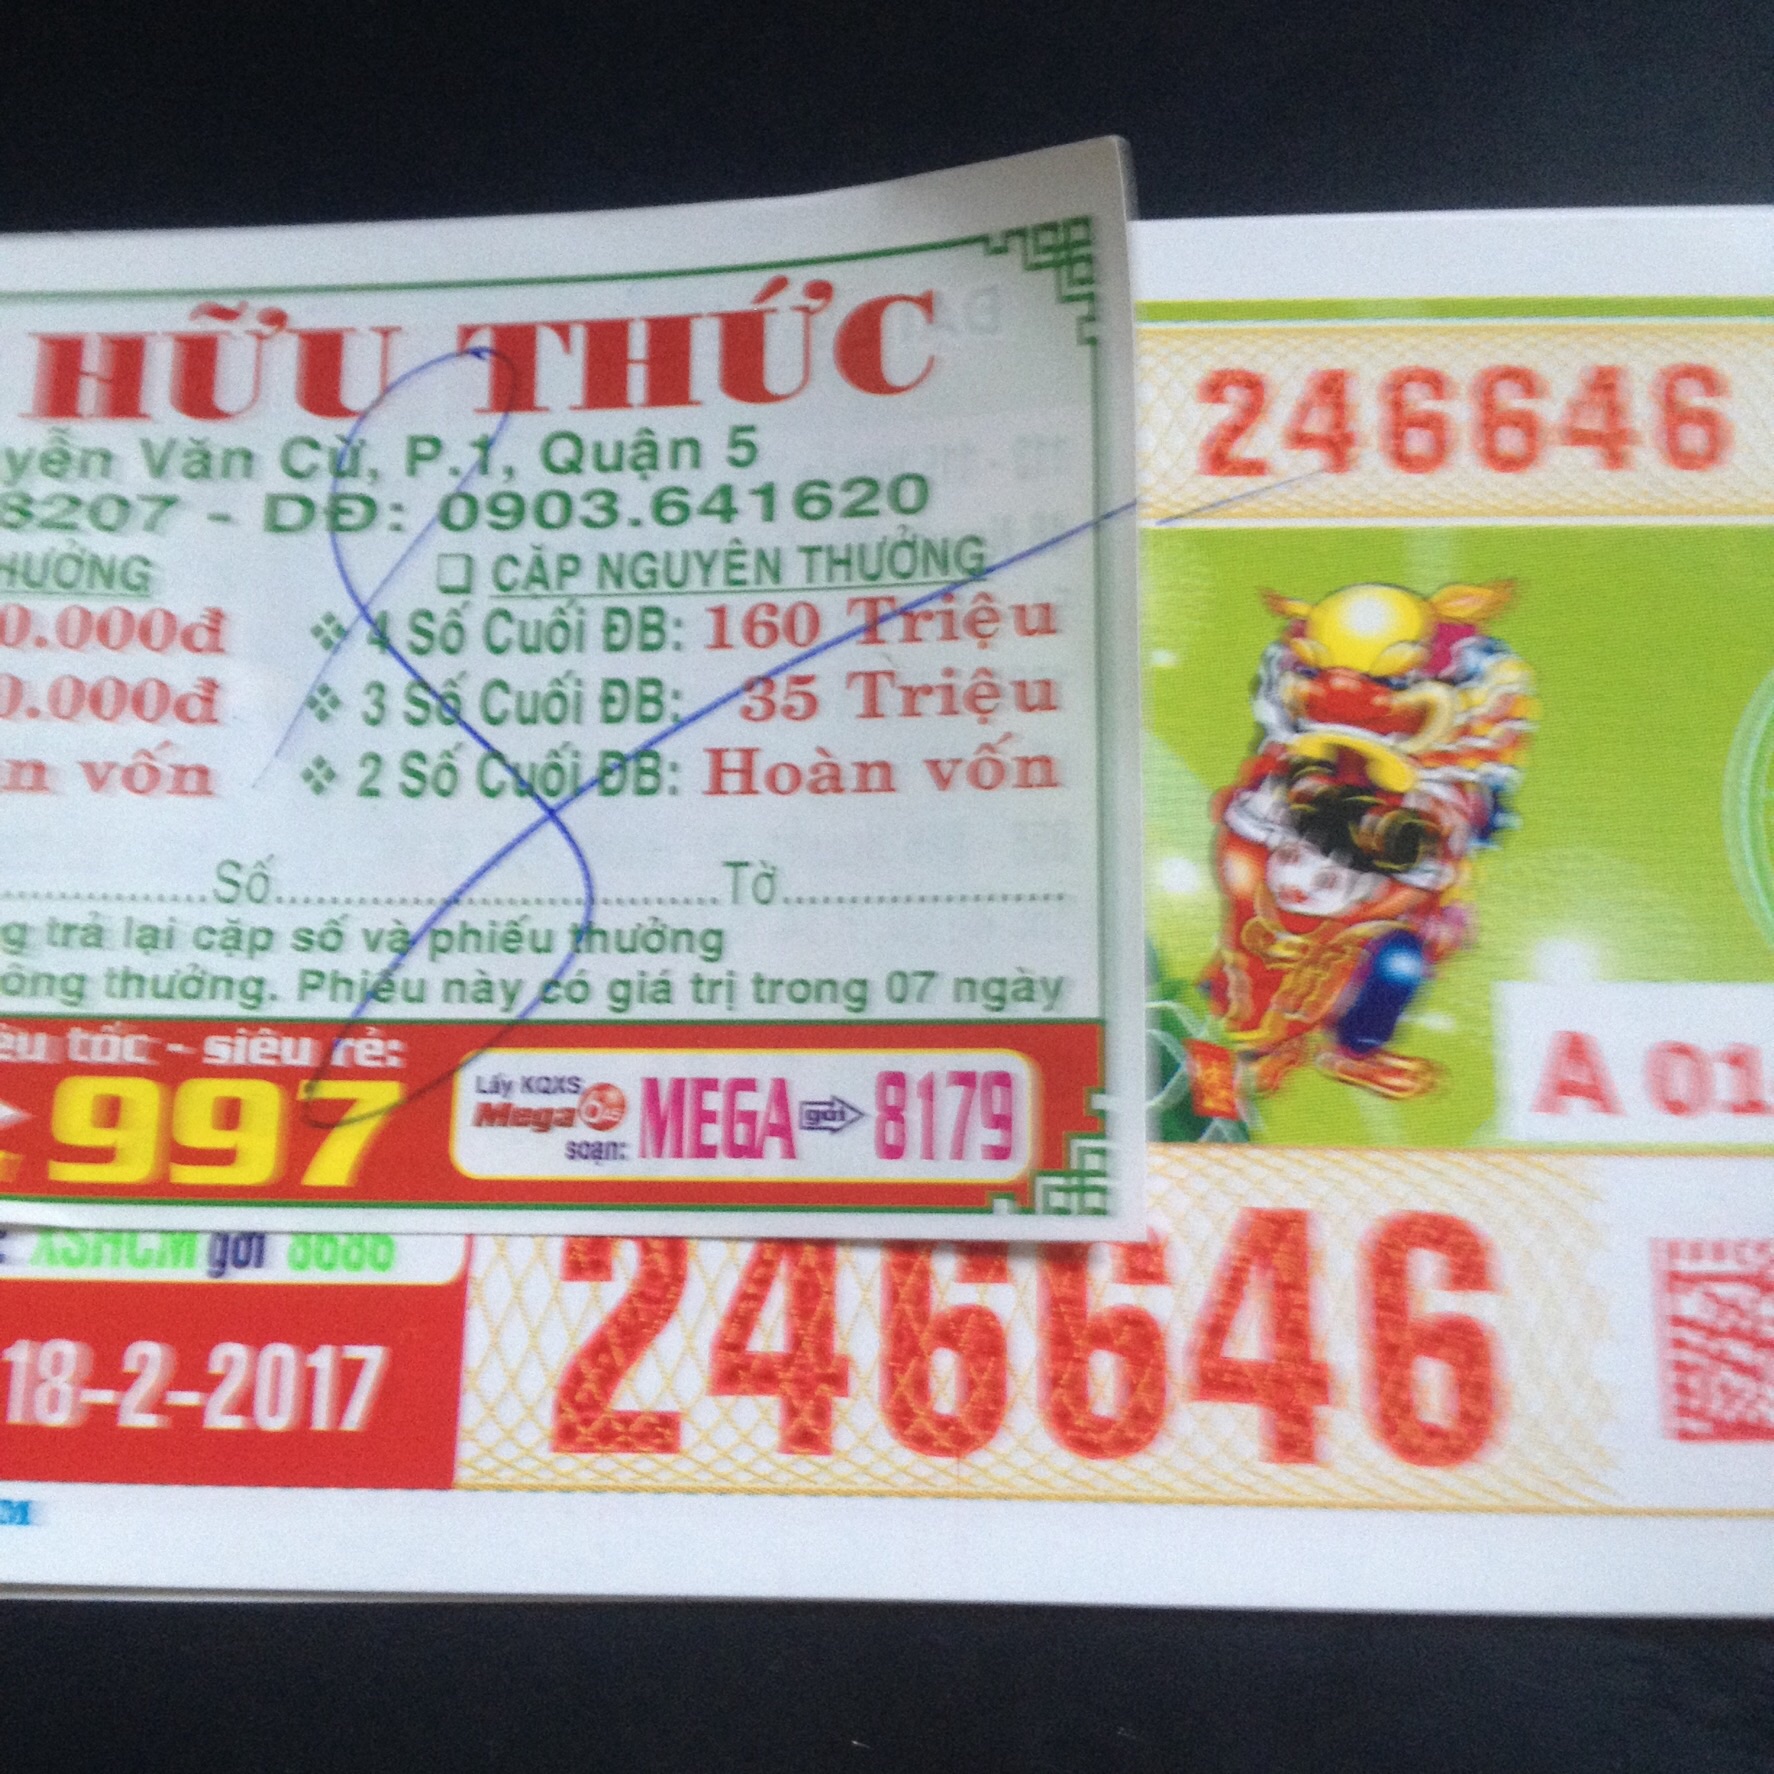 HỮU THỨC
Văn Cừ, P.1, Quận 5
8207 - DĐ: 0903.641620
CẶP NGUYÊN THƯỞNG
0.000đ ❖ 4 Số Cuối ĐB: 160 Triệu
0.000đ ❖ 3 Số Cuối ĐB: 35 Triệu
vốn ❖ 2 Số Cuối ĐB: Hoàn vốn
Số Tờ
trả lại cặp số và phiếu thưởng
thưởng. Phiếu này có giá trị trong 07 ngày
tốc - siêu rẻ:
997
Lấy KQXS
Mega 6/45
soạn: MEGA gởi 8179
246646
A 01
XSHCM gởi 8686
18-2-2017
246646